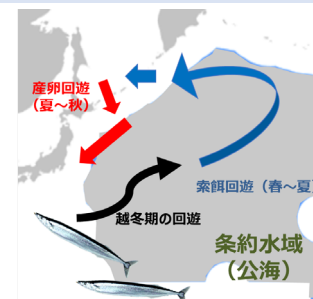 産卵回遊
（夏～秋）
索餌回遊（春～夏
越冬期の回遊
条約水域
（公海）